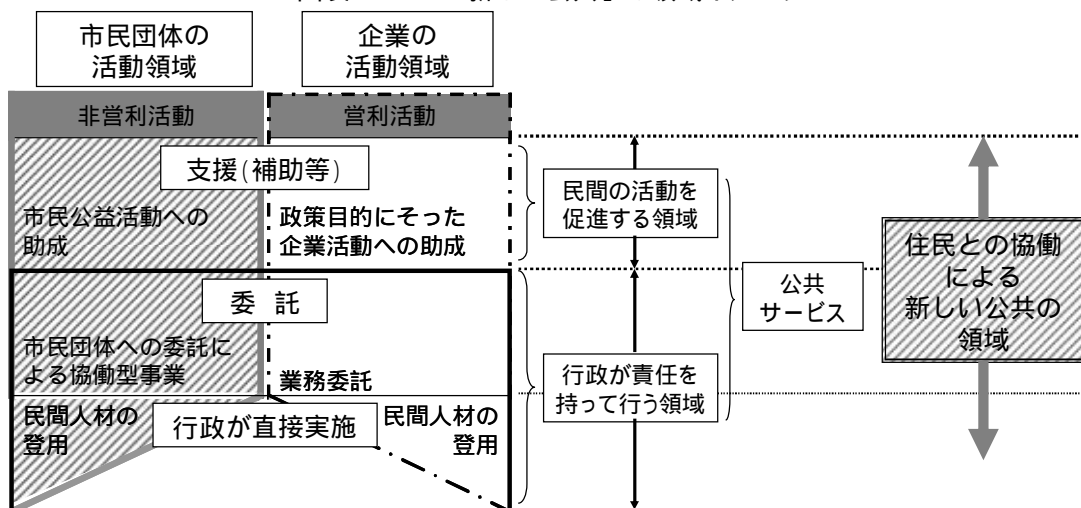 市民団体の
活動領域
企業の
活動領域
非営利活動
営利活動
支援(補助等)
市民公益活動への
助成
政策目的にそった
企業活動への助成
民間の活動を
促進する領域
委 託
公共
サービス
住民との協働
による
新しい公共の
領域
市民団体への委託に
よる協働型事業
業務委託
行政が責任を
持って行う領域
民間人材の
登用
行政が直接実施
民間人材の
登用